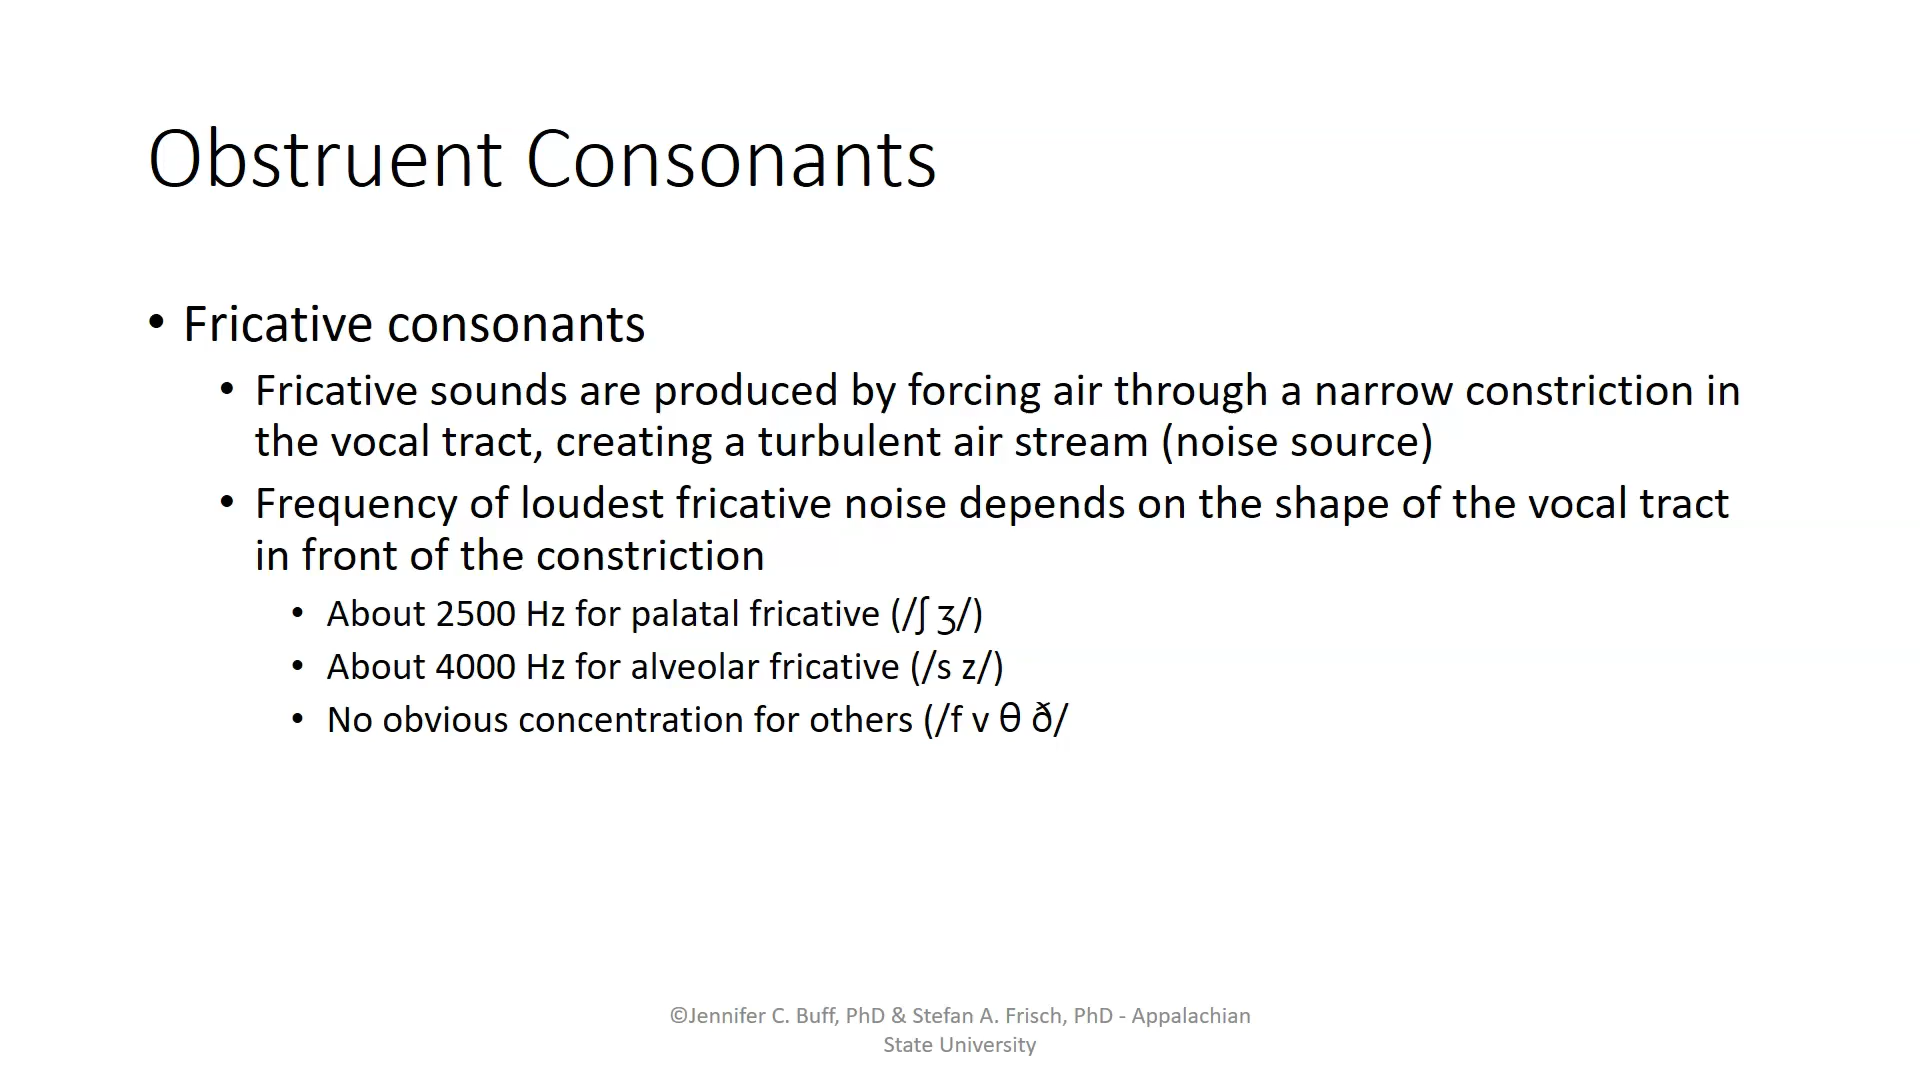 Obstruent Consonants
• Fricative consonants
• Fricative sounds are produced by forcing air through a narrow constriction in
the vocal tract, creating a turbulent air stream (noise source)
• Frequency of loudest fricative noise depends on the shape of the vocal tract
in front of the constriction
• About 2500 Hz for palatal fricative (/ʃ ʒ/)
• About 4000 Hz for alveolar fricative (/s z/)
• No obvious concentration for others (/f v θ ð/
©Jennifer C. Buff, PhD & Stefan A. Frisch, PhD - Appalachian
State University